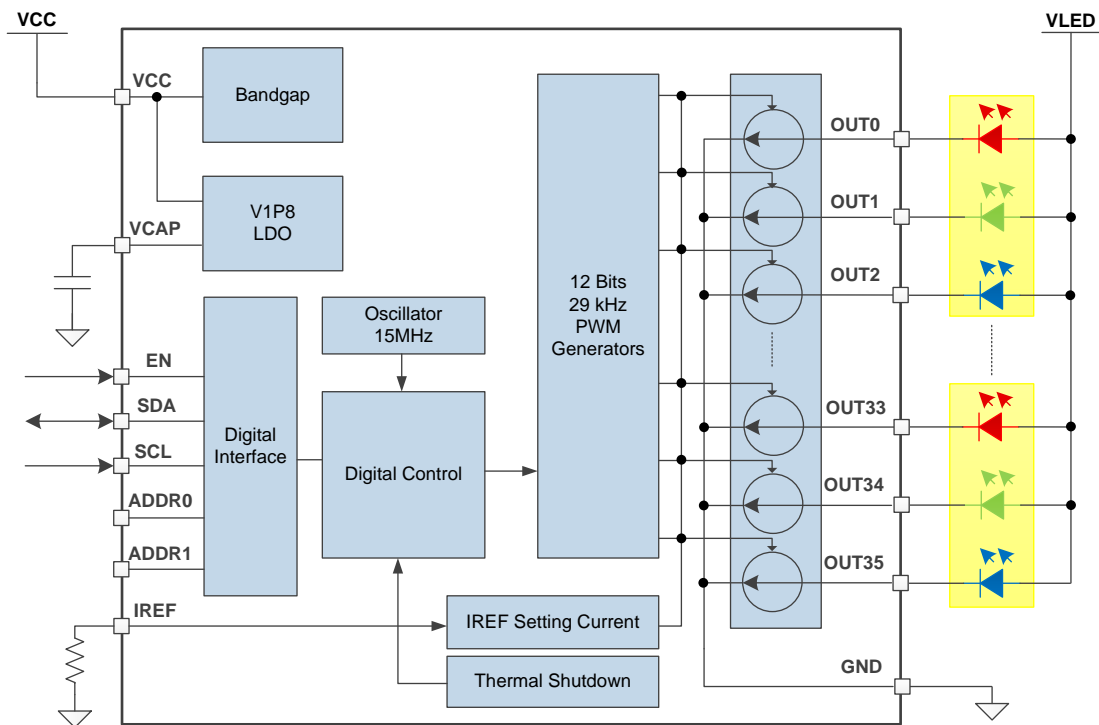 VCC
VLED
VCC
Bandgap
OUT0
V1P8
LDO
VCAP
OUT1
12 Bits
29 kHz
PWM
Generators
OUT2
Oscillator
15MHz
EN
SDA
SCL
Digital
Interface
Digital Control
OUT33
ADDR0
OUT34
ADDR1
OUT35
IREF
IREF Setting Current
Thermal Shutdown
GND